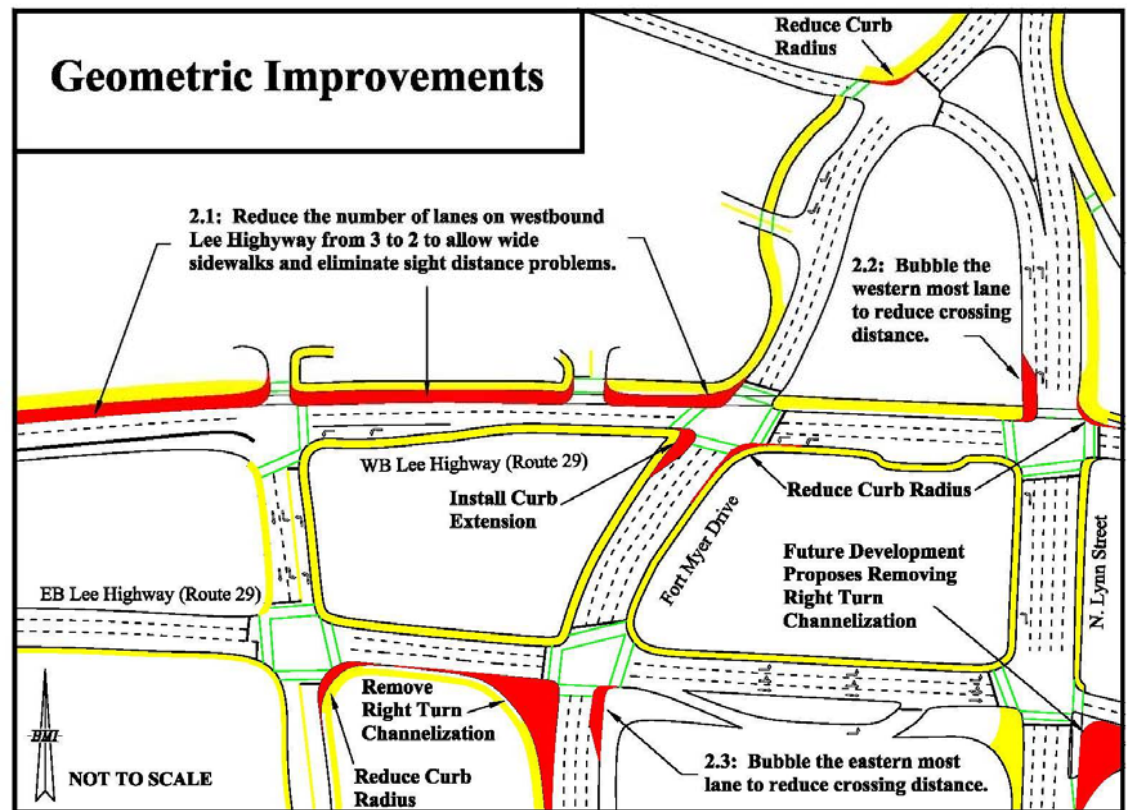 Geometric Improvements
Reduce Curb
Radius
2.1: Reduce the number of lanes on westbound
Lee Highyway from 3 to 2 to allow wide
sidewalks and eliminate sight distance problems.
2.2: Bubble the
western most lane
to reduce crossing
distance.
WB Lee Highway (Route 29)
Install Curb
Extension
Reduce Curb Radius
Fort Myer Drive
Future Development
Proposes Removing
Right Turn
Channelization
N. Lynn Street
EB Lee Highway (Route 29)
Remove
Right Turn
Channelization
2.3: Bubble the eastern most
lane to reduce crossing distance.
Reduce Curb
Radius
BMI
NOT TO SCALE